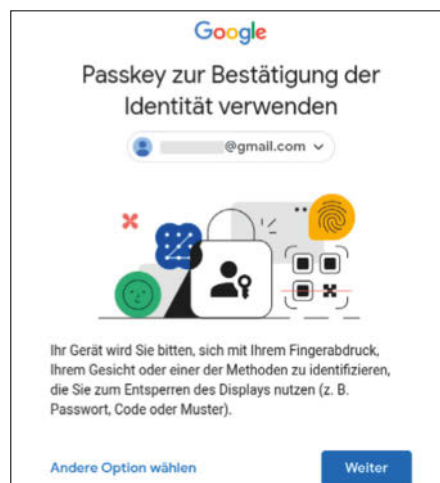 Google
Passkey zur Bestätigung der
Identität verwenden
@gmail.com
Ihr Gerät wird Sie bitten, sich mit Ihrem Fingerabdruck,
Ihrem Gesicht oder einer der Methoden zu identifizieren,
die Sie zum Entsperren des Displays nutzen (z. B.
Passwort, Code oder Muster).
Andere Option wählen Weiter